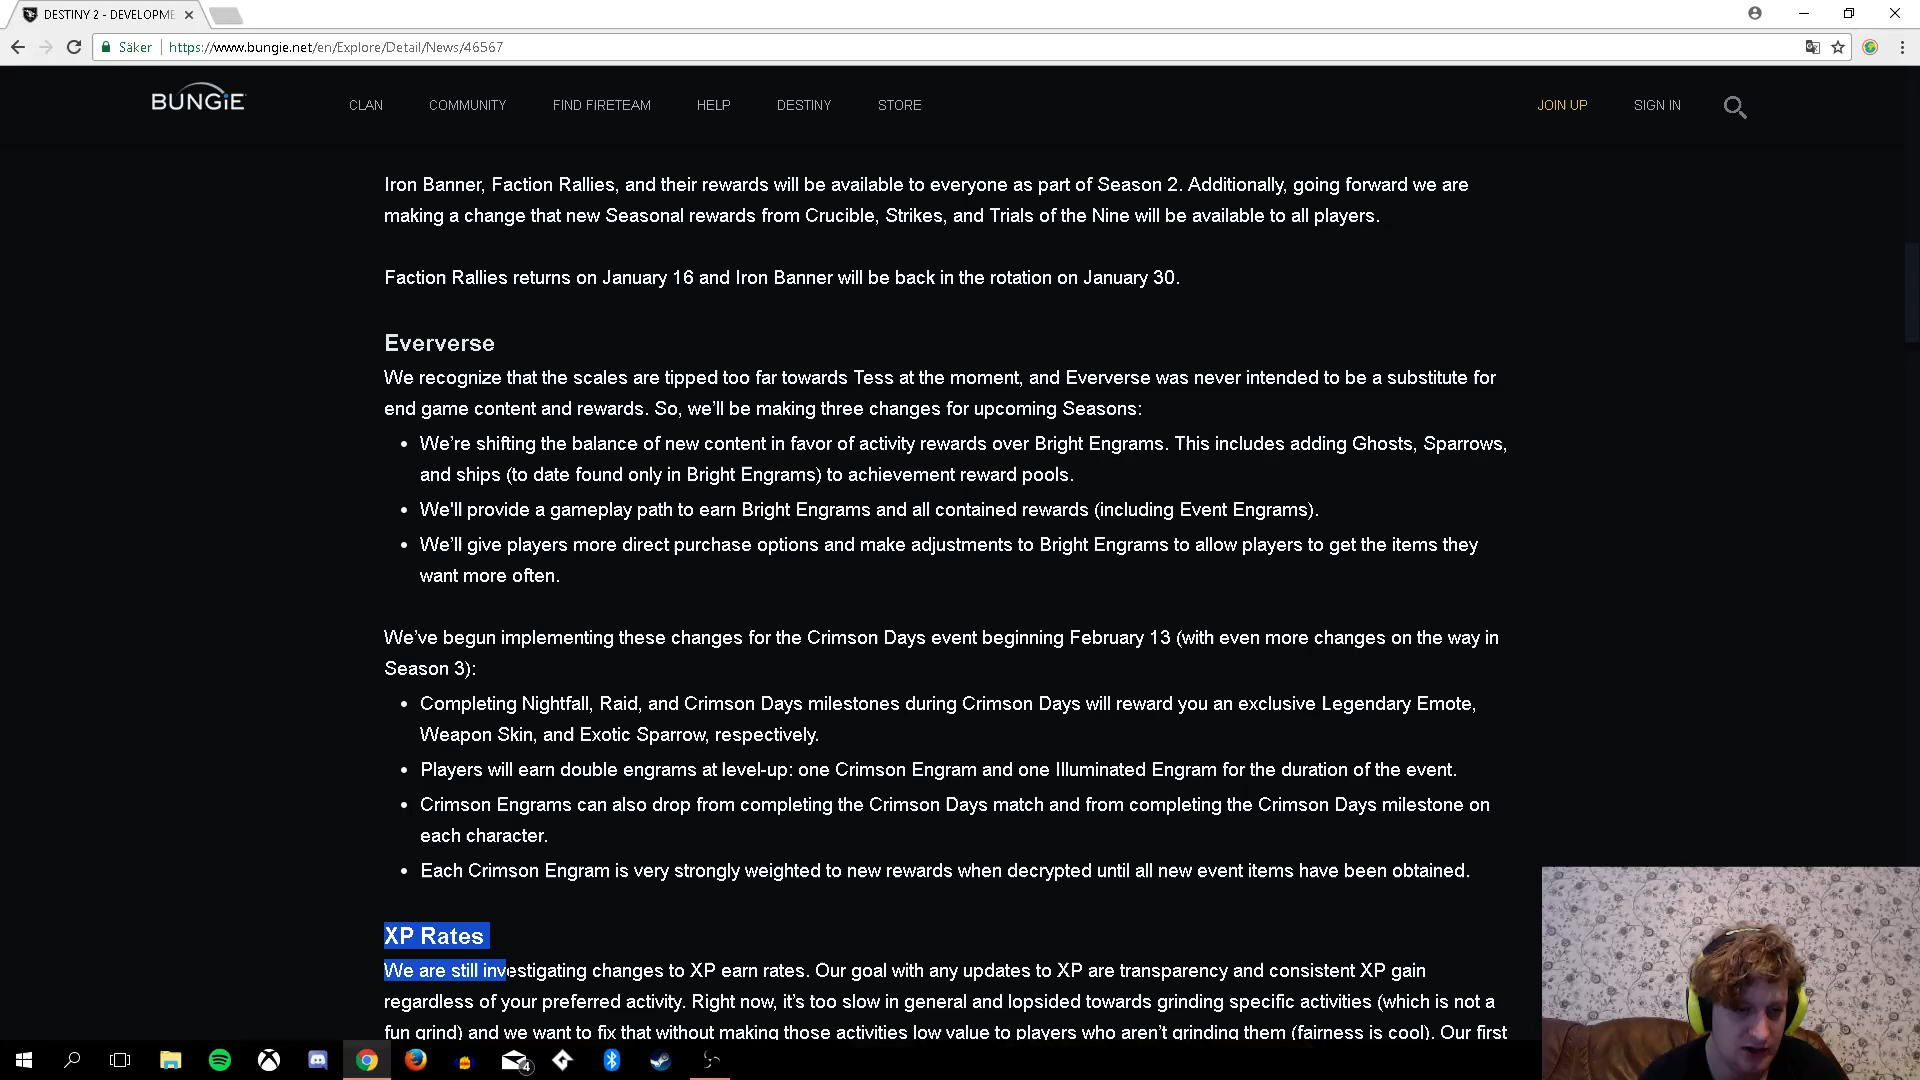 DESTINY 2 - DEVELOPME
Säker
https://www.bungie.net/en/Explore/Detail/News/46567
BUNGiE
CLAN
COMMUNITY
FIND FIRETEAM
HELP
DESTINY
STORE
JOIN UP
SIGN IN
Iron Banner, Faction Rallies, and their rewards will be available to everyone as part of Season 2. Additionally, going forward we are
making a change that new Seasonal rewards from Crucible, Strikes, and Trials of the Nine will be available to all players.
Faction Rallies returns on January 16 and Iron Banner will be back in the rotation on January 30.
Eververse
We recognize that the scales are tipped too far towards Tess at the moment, and Eververse was never intended to be a substitute for
end game content and rewards. So, we’ll be making three changes for upcoming Seasons:
• We’re shifting the balance of new content in favor of activity rewards over Bright Engrams. This includes adding Ghosts, Sparrows,
and ships (to date found only in Bright Engrams) to achievement reward pools.
• We'll provide a gameplay path to earn Bright Engrams and all contained rewards (including Event Engrams).
• We’ll give players more direct purchase options and make adjustments to Bright Engrams to allow players to get the items they
want more often.
We’ve begun implementing these changes for the Crimson Days event beginning February 13 (with even more changes on the way in
Season 3):
• Completing Nightfall, Raid, and Crimson Days milestones during Crimson Days will reward you an exclusive Legendary Emote,
Weapon Skin, and Exotic Sparrow, respectively.
• Players will earn double engrams at level-up: one Crimson Engram and one Illuminated Engram for the duration of the event.
• Crimson Engrams can also drop from completing the Crimson Days match and from completing the Crimson Days milestone on
each character.
• Each Crimson Engram is very strongly weighted to new rewards when decrypted until all new event items have been obtained.
XP Rates
We are still investigating changes to XP earn rates. Our goal with any updates to XP are transparency and consistent XP gain
regardless of your preferred activity. Right now, it’s too slow in general and lopsided towards grinding specific activities (which is not a
fun grind) and we want to fix that without making those activities low value to players who aren’t grinding them (fairness is cool). Our first
4